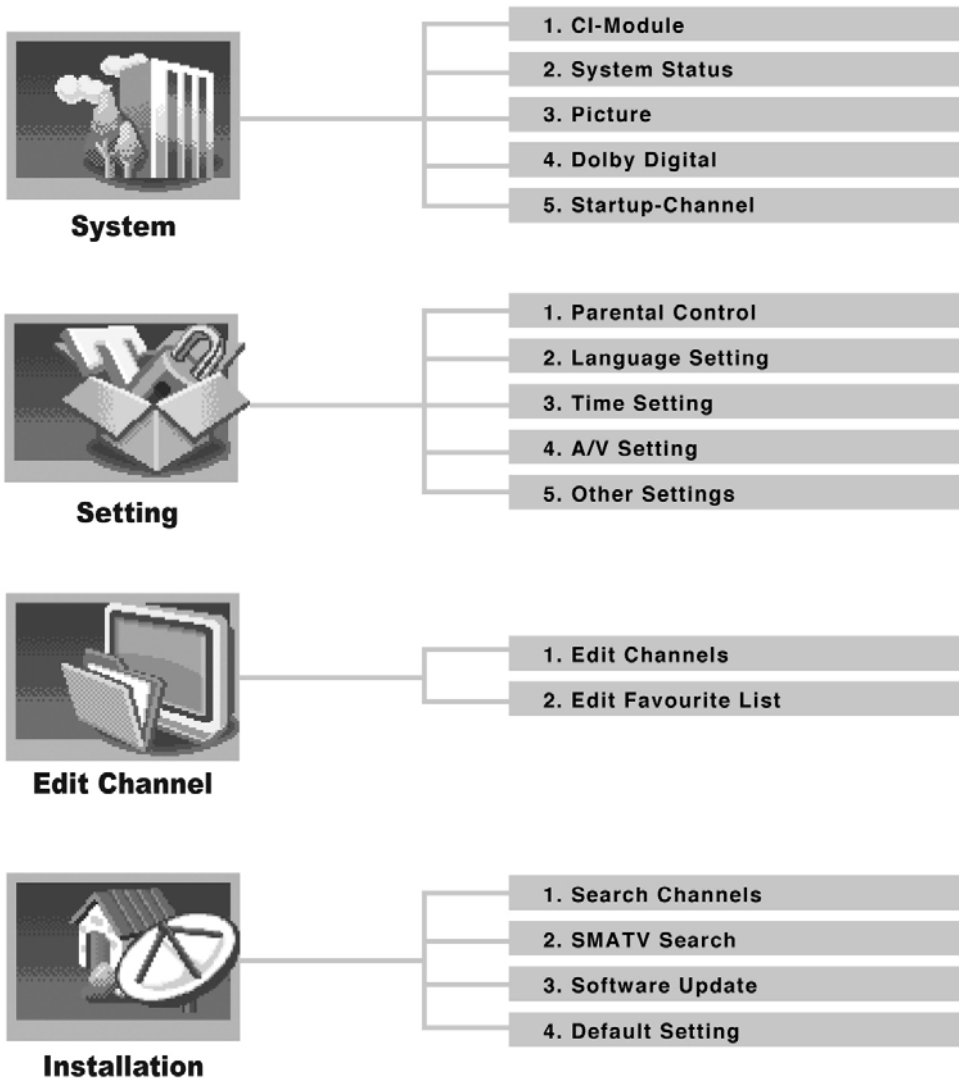 System
1. CI-Module
2. System Status
3. Picture
4. Dolby Digital
5. Startup-Channel
Setting
1. Parental Control
2. Language Setting
3. Time Setting
4. A/V Setting
5. Other Settings
Edit Channel
1. Edit Channels
2. Edit Favourite List
Installation
1. Search Channels
2. SMATV Search
3. Software Update
4. Default Setting